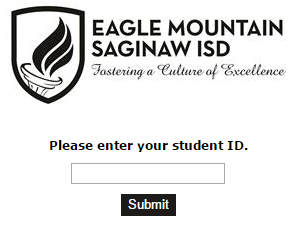 EAGLE MOUNTAIN
SAGINAW ISD
Fostering a Culture of Excellence
Please enter your student ID.
Submit